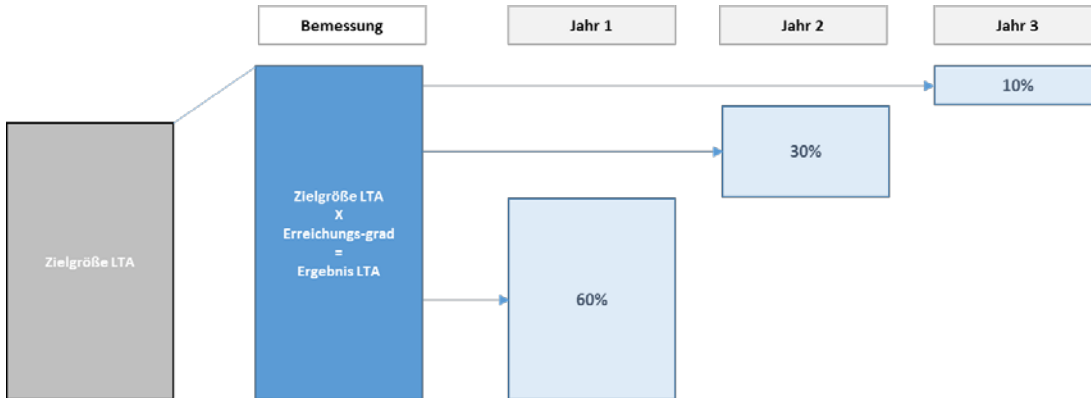 Bemessung
Jahr 1
Jahr 2
Jahr 3
10%
30%
Zielgröße LTA
X
Erreichungs-grad
=
Ergebnis LTA
Zielgröße LTA
60%